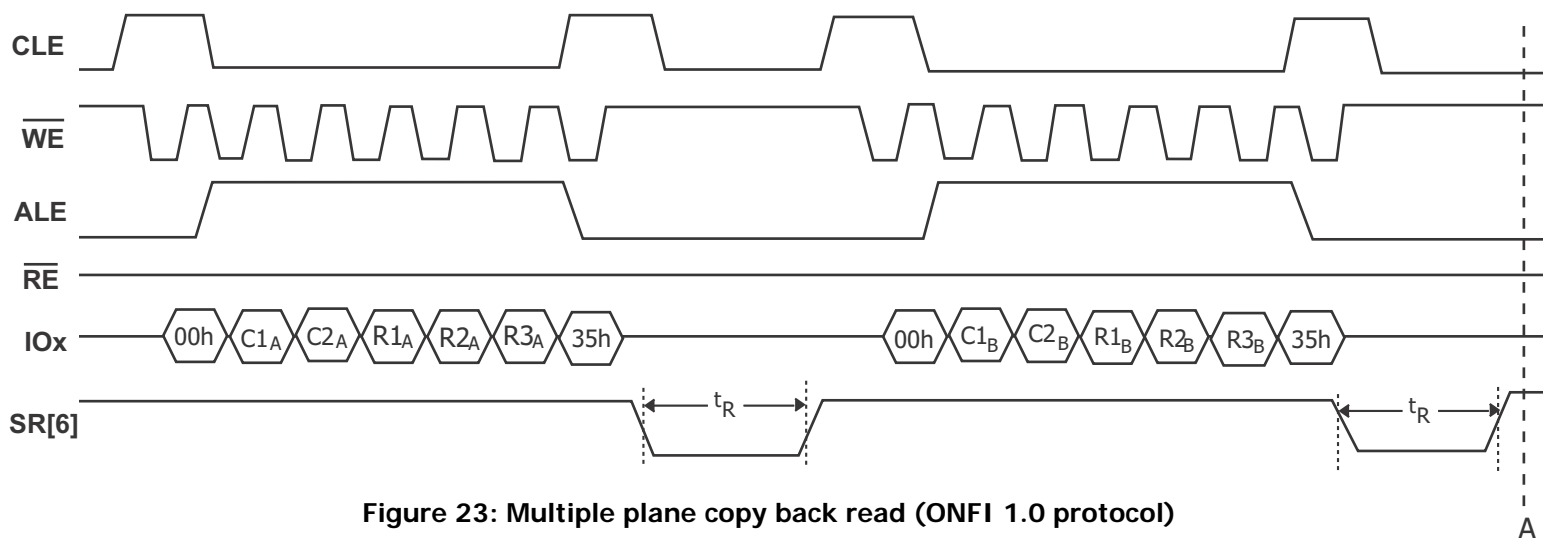 CLE
WE
ALE
RE
IOx 00h C1A C2A R1A R2A R3A 35h 00h C1B C2B R1B R2B R3B 35h
SR[6] tR tR
Figure 23: Multiple plane copy back read (ONFI 1.0 protocol)
A